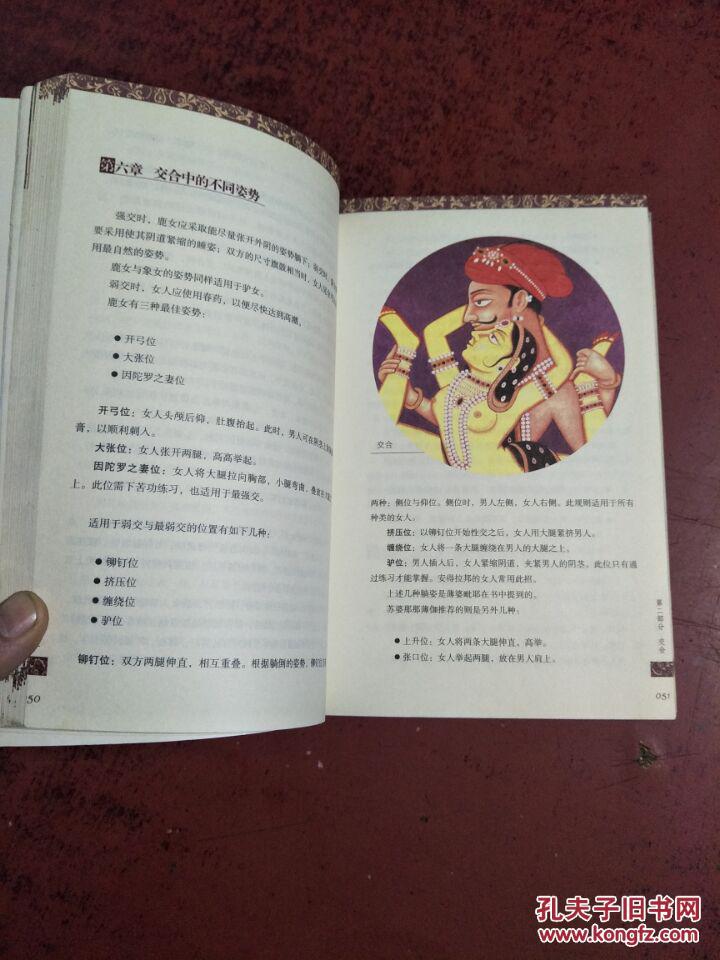 第六章 交合中的不同姿势
强交时，鹿女应采取能尽量张开外阴的姿势躺下；
要采用使其阴道紧缩的睡姿；双方的尺寸旗鼓相当时，女人
用最自然的姿势。
鹿女与象女的姿势同样适用于驴女。
弱交时，女人应使用春药，以便尽快达到高潮。
鹿女有三种最佳姿势：
● 开弓位
● 大张位
● 因陀罗之妻位
开弓位：女人头颅后仰，肚腹抬起。此时，男人可在
膏，以顺利刺入。
大张位：女人张开两腿，高高举起。
因陀罗之妻位：女人将大腿拉向胸部，小腿弯曲，
上。此位需下苦功练习，也适用于最强交。
适用于弱交与最弱交的位置有如下几种：
● 铆钉位
● 挤压位
● 缠绕位
● 驴位
铆钉位：双方两腿伸直，相互重叠。根据躺倒的姿势，
50
交合
两种：侧位与仰位。侧位时，男人左侧，女人右侧。此规则适用于所有
种类的女人。
挤压位：以铆钉位开始性交之后，女人用大腿紧挤男人。
缠绕位：女人将一条大腿缠绕在男人的大腿之上。
驴位：男人插入后，女人紧缩阴道，夹紧男人的阴茎。此位只有通
过练习才能掌握。安得拉邦的女人常用此招。
上述几种躺姿是薄婆毗耶在书中提到的。
苏婆那那薄伽推荐的则是另外几种：
● 上升位：女人将两条大腿伸直、高举。
● 张口位：女人举起两腿，放在男人肩上。
第二部分 交会
051
孔夫子旧书网
www.kongfz.com